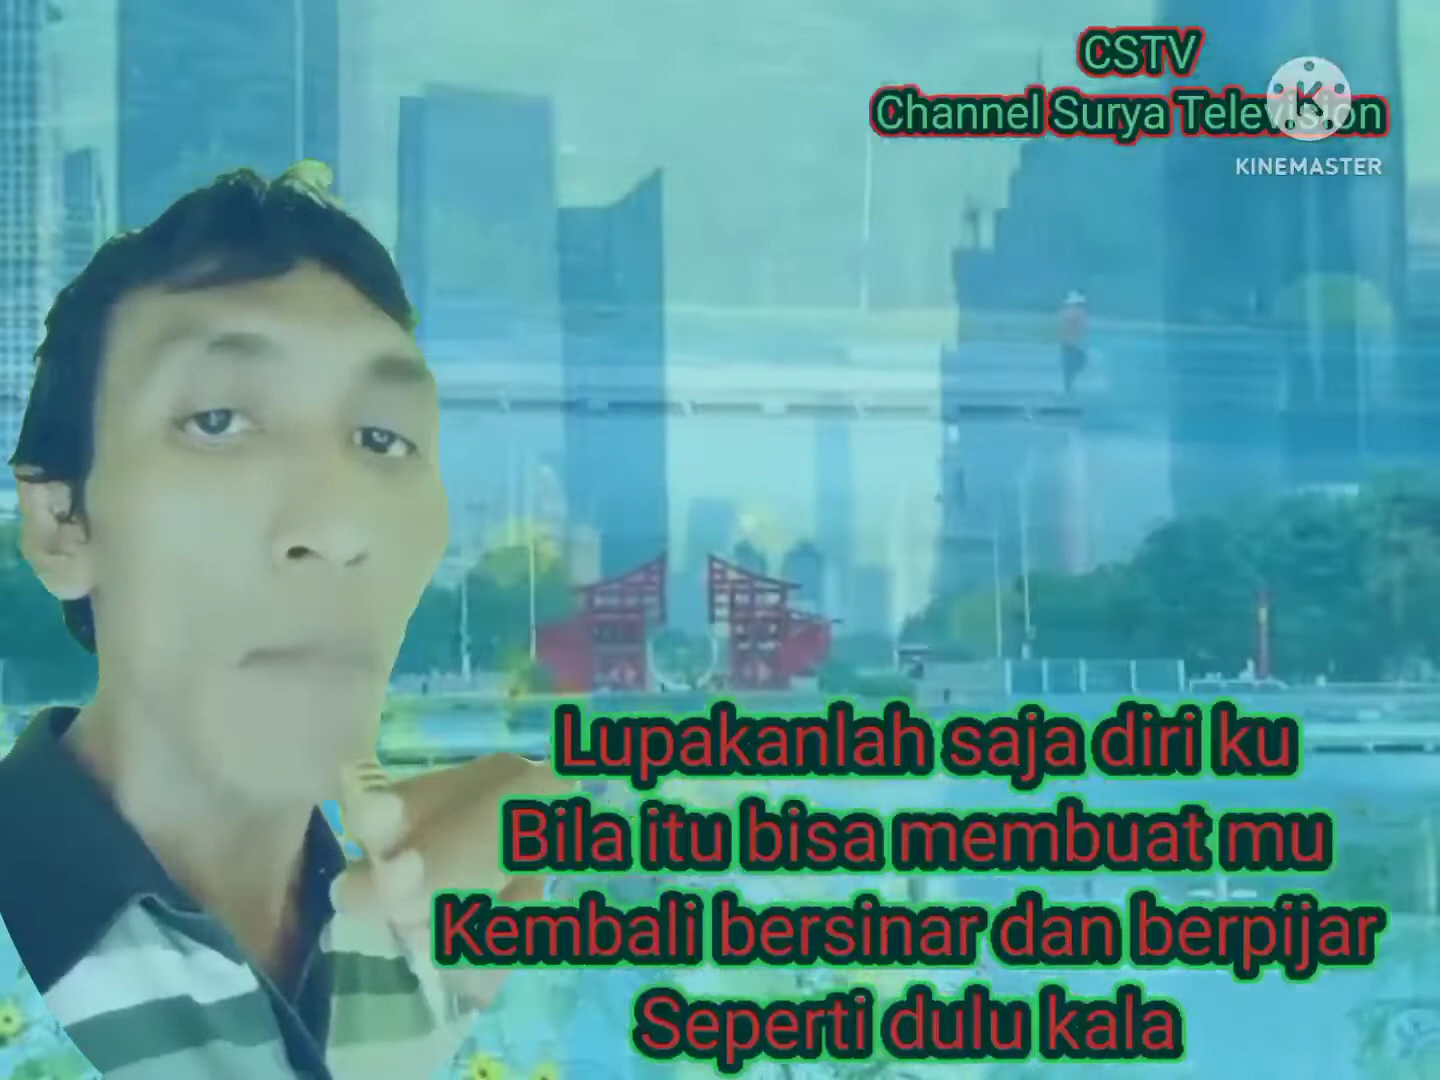 CSTV
Channel Surya Television
KINEMASTER
Lupakanlah saja diri ku
Bila itu bisa membuat mu
Kembali bersinar dan berpijar
Seperti dulu kala